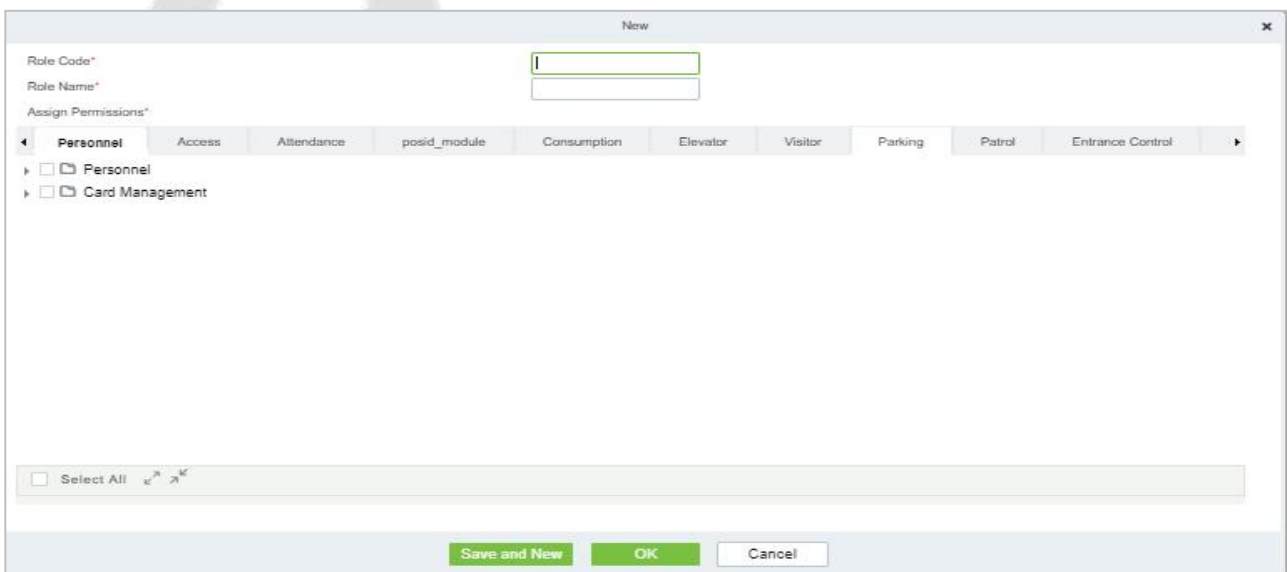 New
Role Code*
Role Name*
Assign Permissions*
Personnel Access Attendance posid_module Consumption Elevator Visitor Parking Patrol Entrance Control
Personnel
Card Management
Select All
Save and New OK Cancel